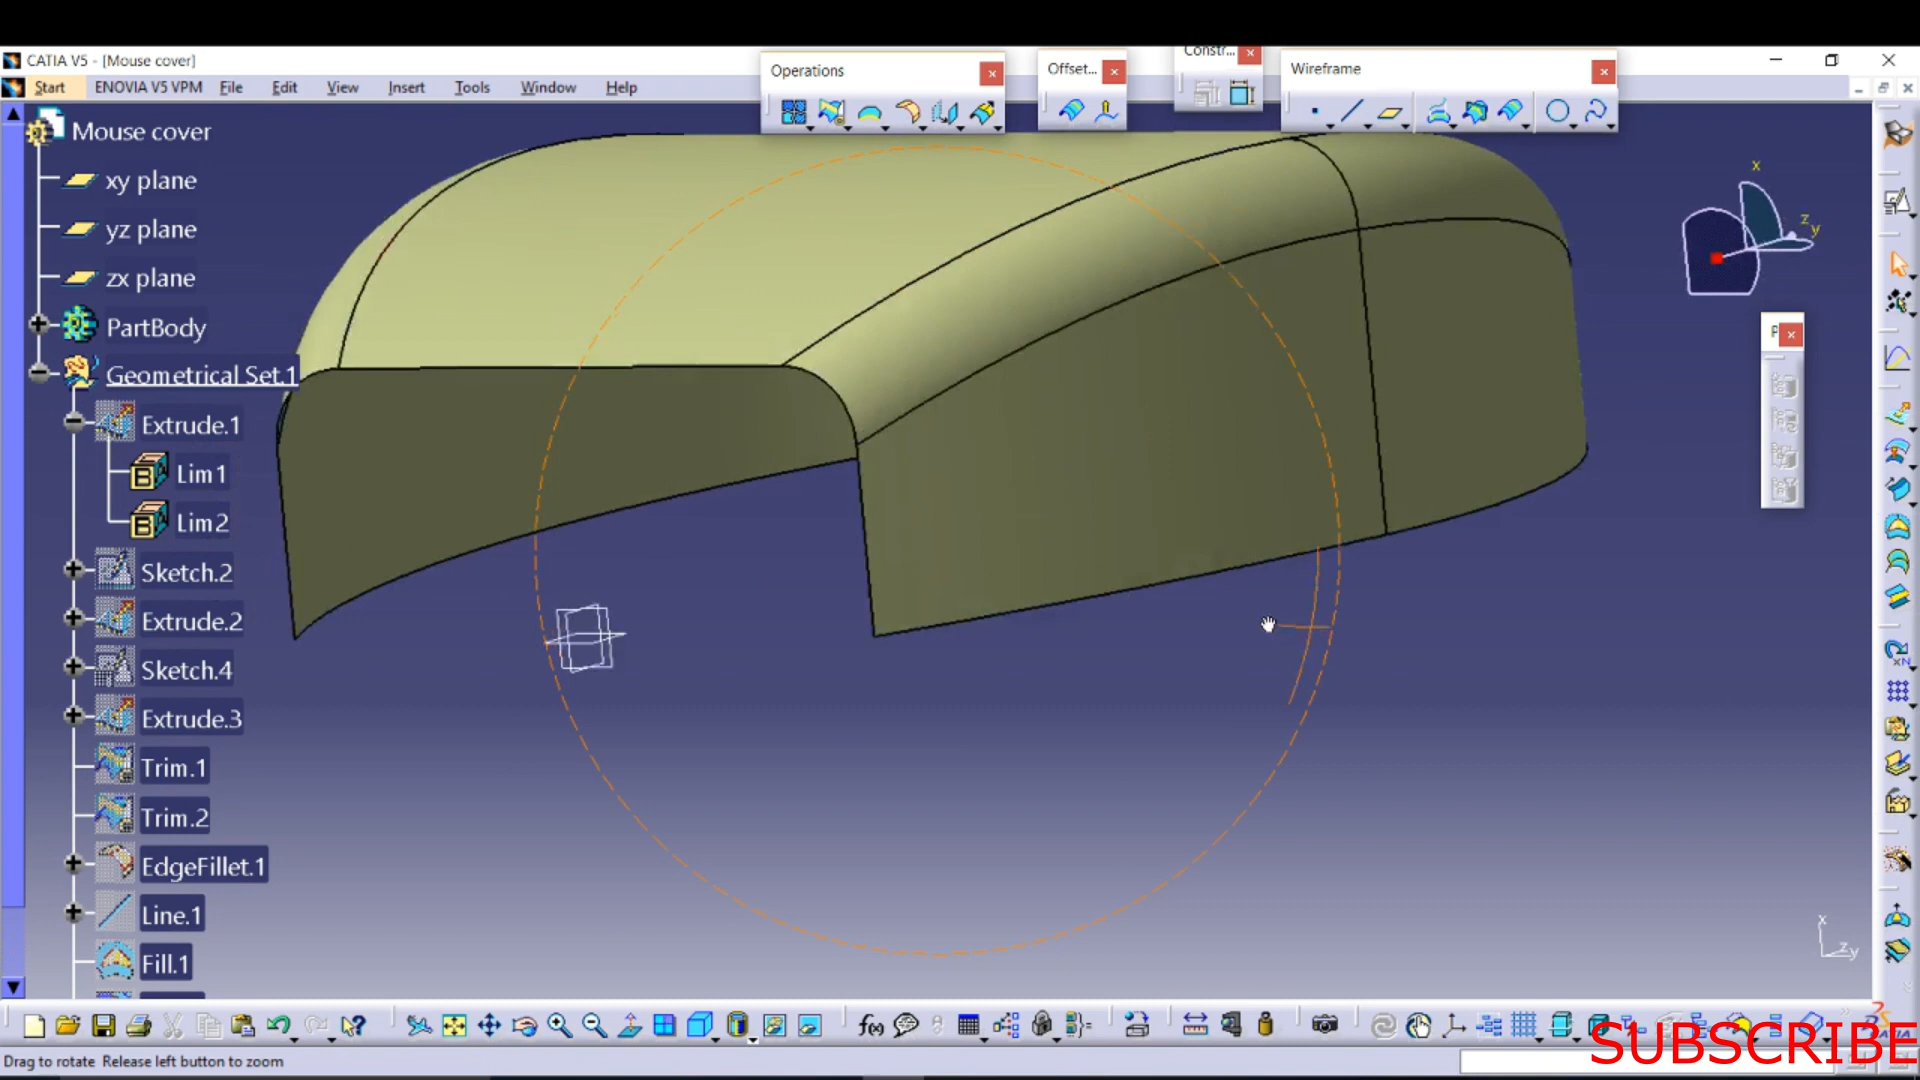 CATIA V5 - [Mouse cover]
Start ENOVIA V5 VPM File Edit View Insert Tools Window Help
Operations
Offset...
Constr...
Wireframe
Mouse cover
xy plane
yz plane
zx plane
PartBody
Geometrical Set.1
Extrude.1
Lim1
Lim2
Sketch.2
Extrude.2
Sketch.4
Extrude.3
Trim.1
Trim.2
EdgeFillet.1
Line.1
Fill.1
x
z
y
P
x
z y
f(x)
SUBSCRIBE
Drag to rotate Release left button to zoom